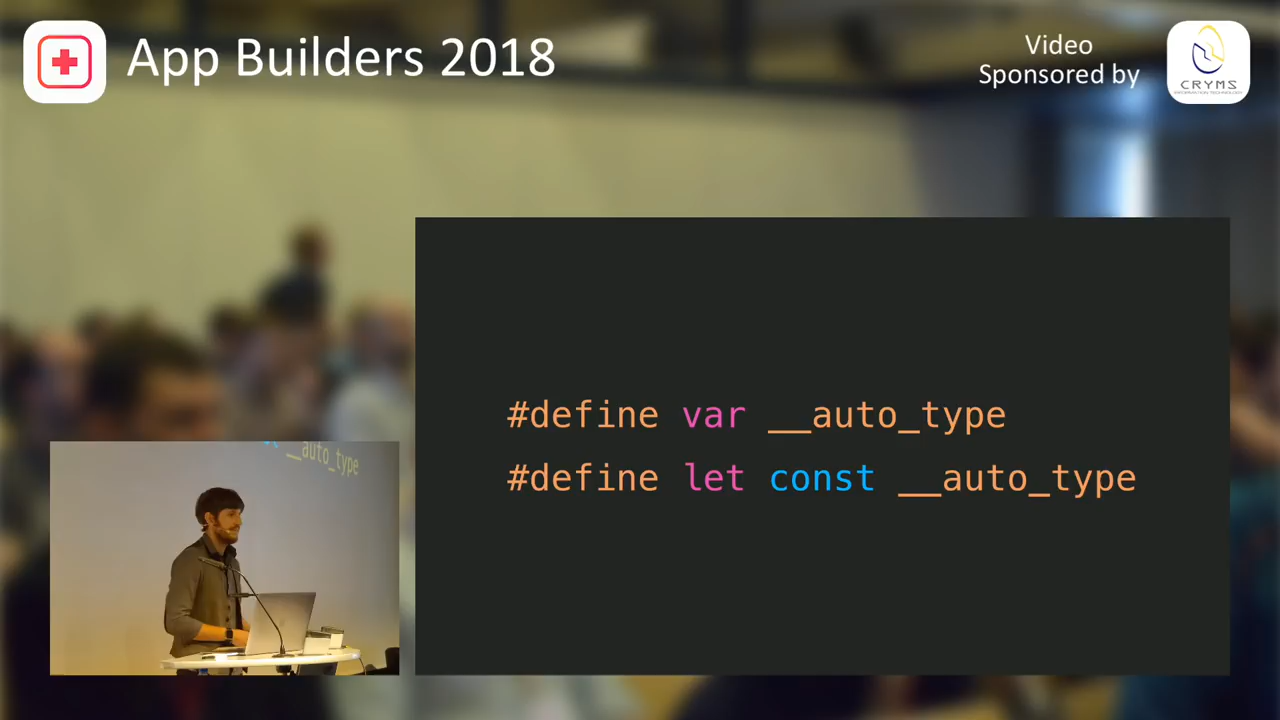 App Builders 2018
Video
Sponsored by
CRYMS
#define var __auto_type
#define let const __auto_type
__auto_type